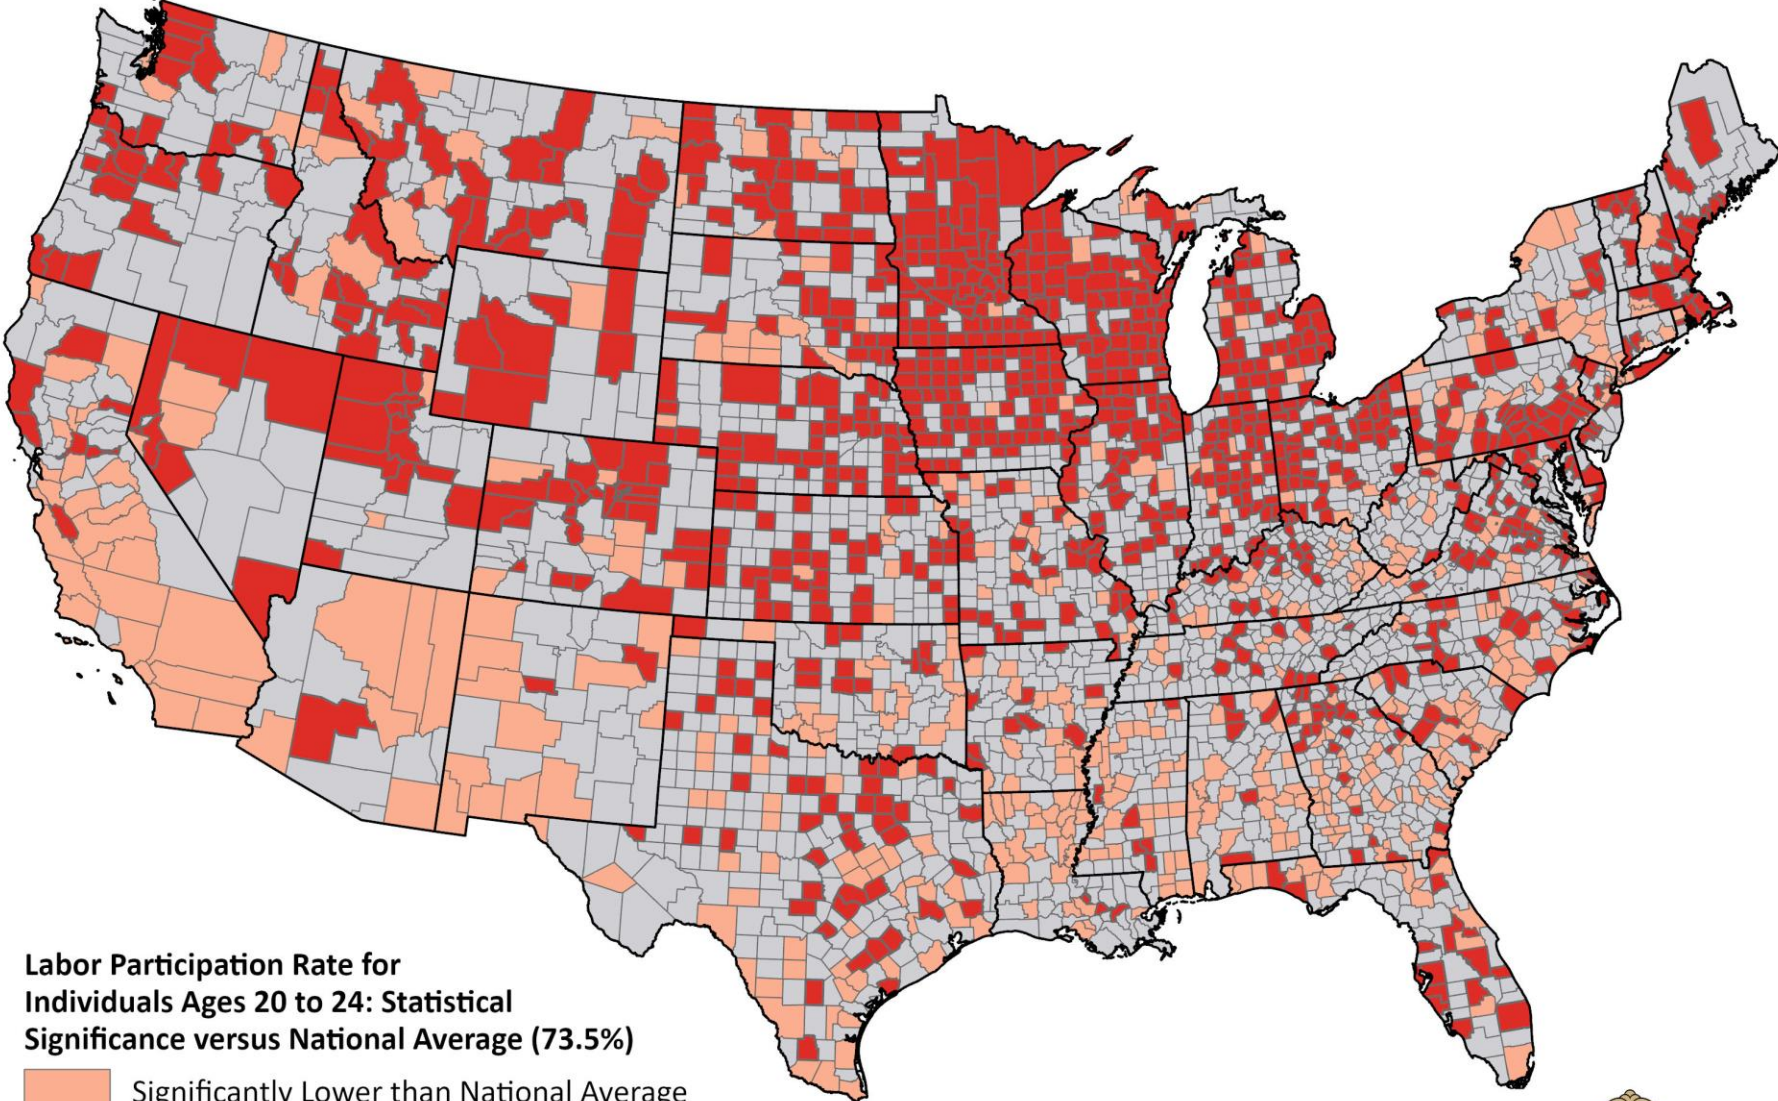 Labor Participation Rate for
Individuals Ages 20 to 24: Statistical
Significance versus National Average (73.5%)
Significantly Lower than National Average